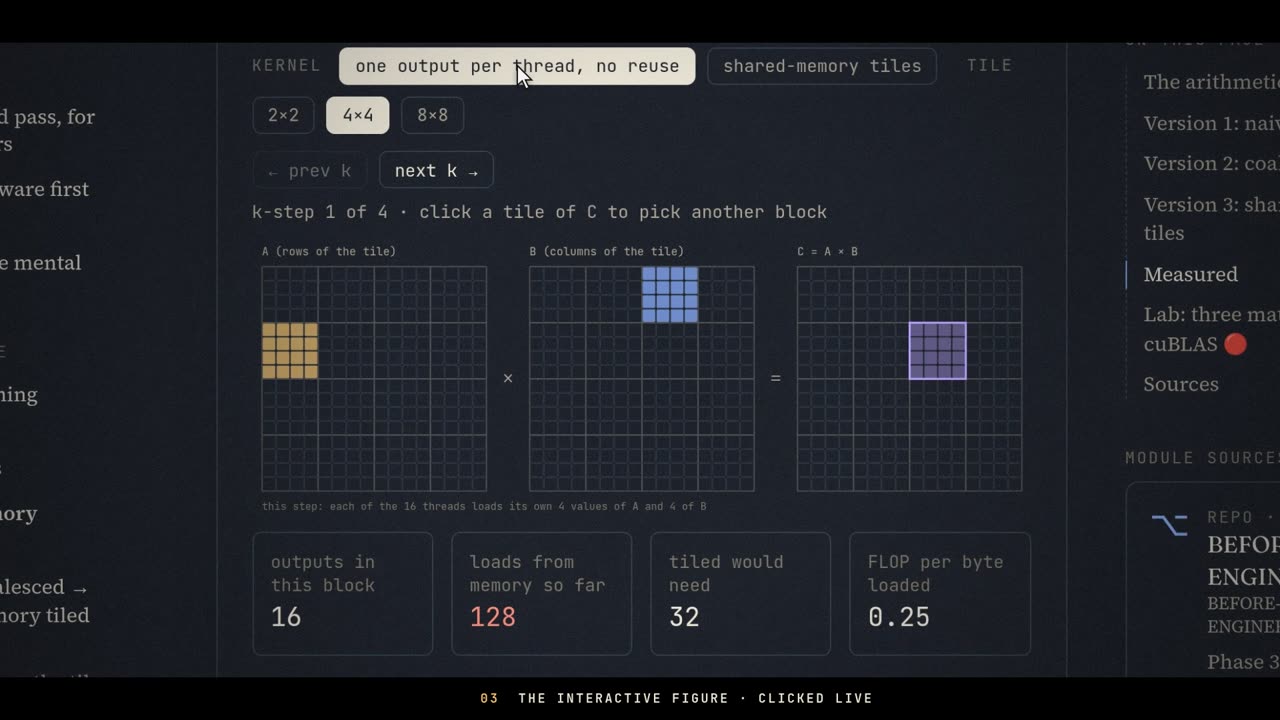 KERNEL one output per thread, no reuse shared-memory tiles TILE
2×2 4×4 8×8
← prev k next k →
k-step 1 of 4 · click a tile of C to pick another block
A (rows of the tile) B (columns of the tile) C = A × B
× =
this step: each of the 16 threads loads its own 4 values of A and 4 of B
outputs in
this block
16
loads from
memory so far
128
tiled would
need
32
FLOP per byte
loaded
0.25
d pass, for
rs
ware first
e mental
E
ning
s
nory
alesced →
nory tiled
The arithmetic
Version 1: naiv
Version 2: coa
Version 3: sha
tiles
Measured
Lab: three ma
cuBLAS
Sources
MODULE SOURCES
REPO ·
BEFOR
ENGIN
BEFORE-
ENGINEE
Phase 3
03 THE INTERACTIVE FIGURE · CLICKED LIVE